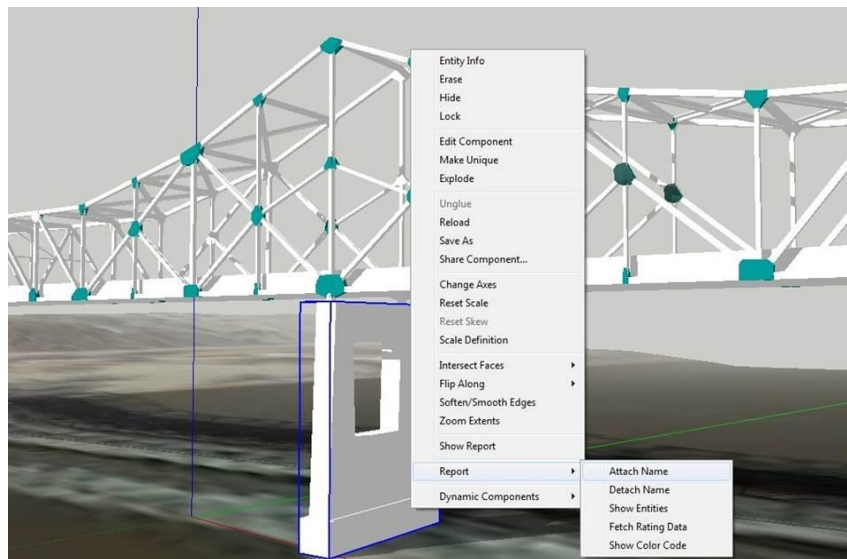 Entity Info
Erase
Hide
Lock
Edit Component
Make Unique
Explode
Unglue
Reload
Save As
Share Component...
Change Axes
Reset Scale
Reset Skew
Scale Definition
Intersect Faces
Flip Along
Soften/Smooth Edges
Zoom Extents
Show Report
Report
Dynamic Components
Attach Name
Detach Name
Show Entities
Fetch Rating Data
Show Color Code